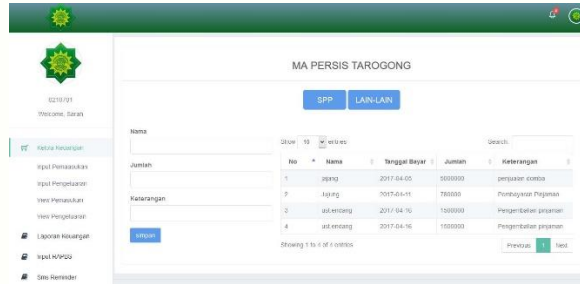 MA PERSIS TAROGONG
SPP LAIN-LAIN
0219701
Welcome, Sarah
Kelola Keuangan
Input Pemasukan
Input Pengeluaran
View Pemasukan
View Pengeluaran
Laporan Keuangan
Input RAPBS
Sms Reminder
Nama
Jumlah
Keterangan
simpan
Show 10 entries
Search:
No Nama Tanggal Bayar Jumlah Keterangan
1 2017-04-05 5000000 penjualan domba
2 2017-04-11 780000 Pembayaran Pinjaman
3 ust.endang 2017-04-16 1500000 Pengembalian pinjaman
4 ust.endang 2017-04-16 1000000 Pengembalian pinjaman
Showing 1 to 4 of 4 entries
Previous 1 Next